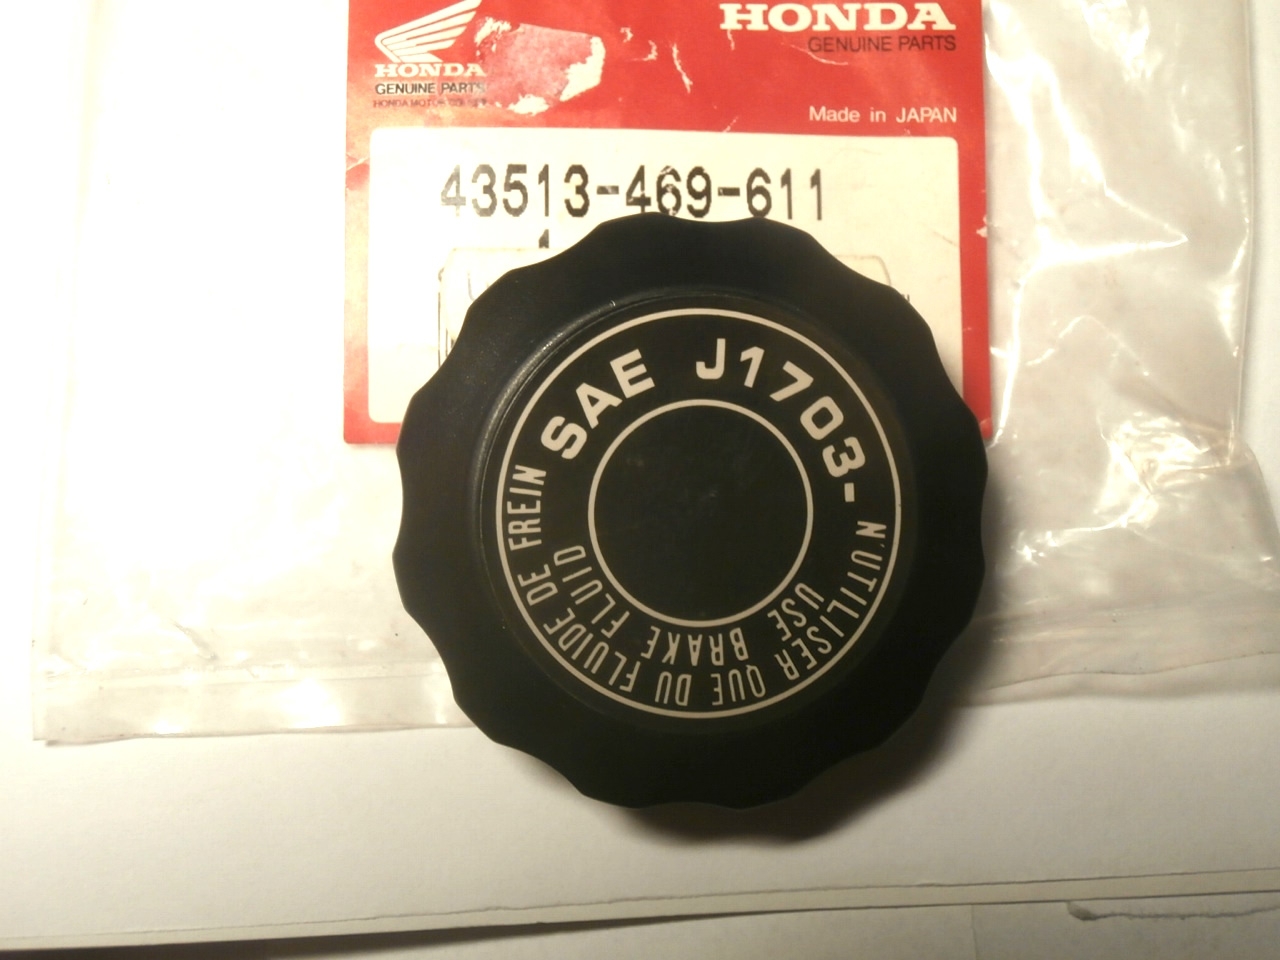 HONDA
GENUINE PARTS
HONDA
GENUINE PARTS
Made in JAPAN
43513-469-611
1
SAE J1703-
N'UTILISER QUE DU FLUIDE DE FREIN
USE BRAKE FLUID